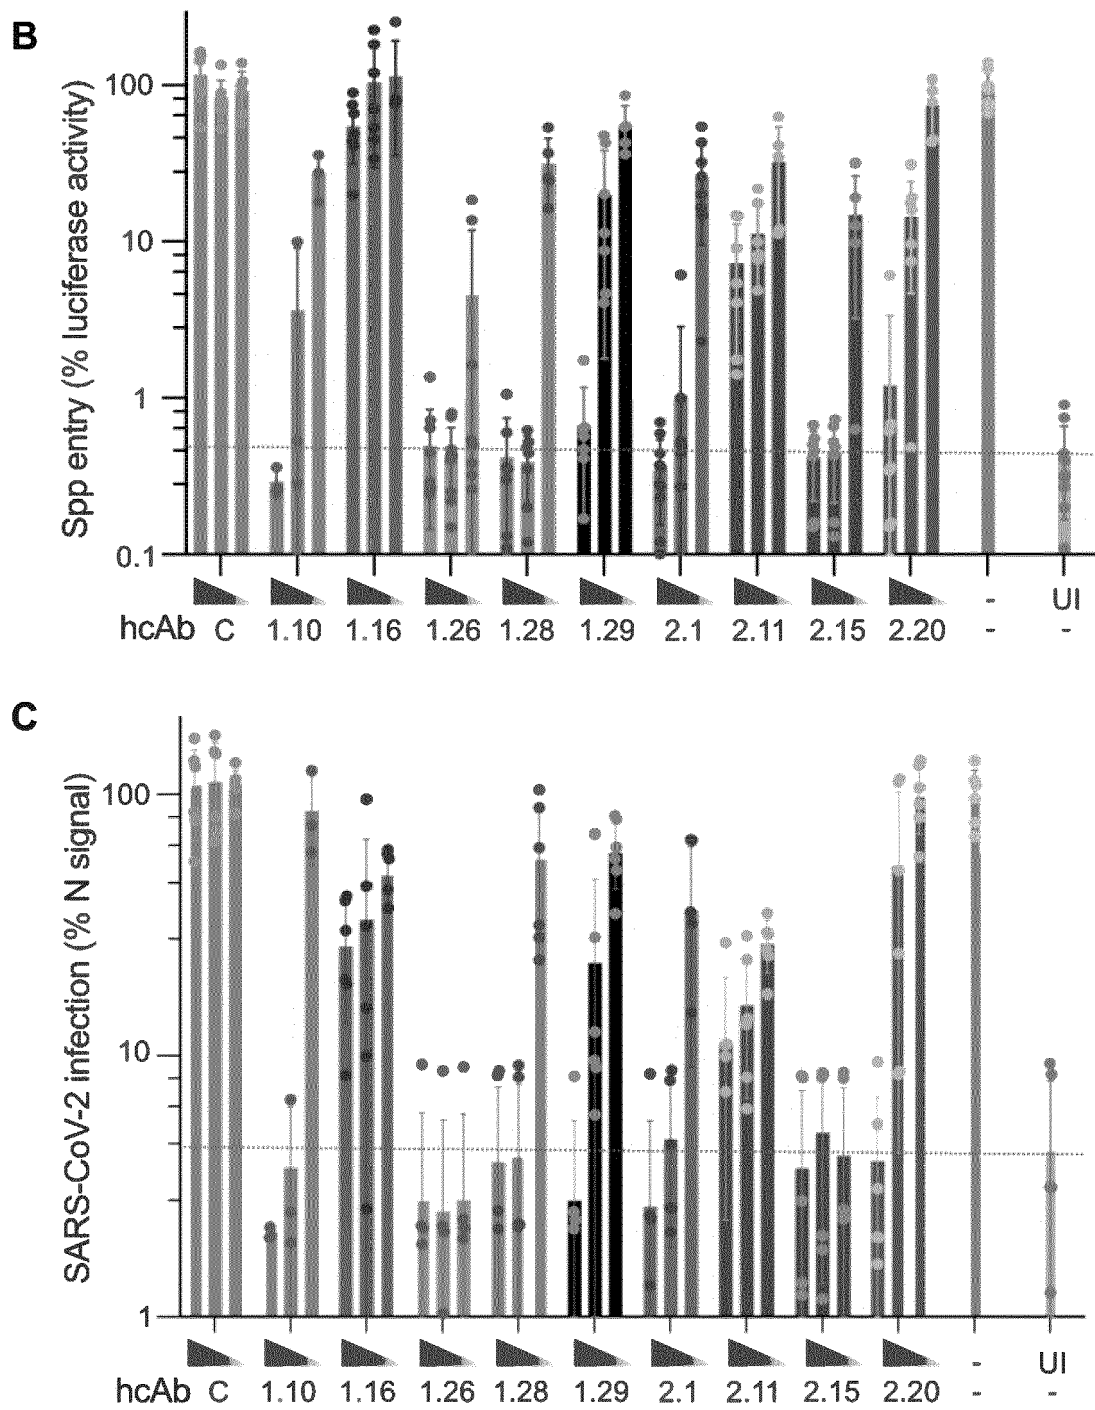 B
Spp entry (% luciferase activity)
100
10
1
0.1
- UI
hcAb C 1.10 1.16 1.26 1.28 1.29 2.1 2.11 2.15 2.20 - -
C
SARS-CoV-2 infection (% N signal)
100
10
1
- UI
hcAb C 1.10 1.16 1.26 1.28 1.29 2.1 2.11 2.15 2.20 - -